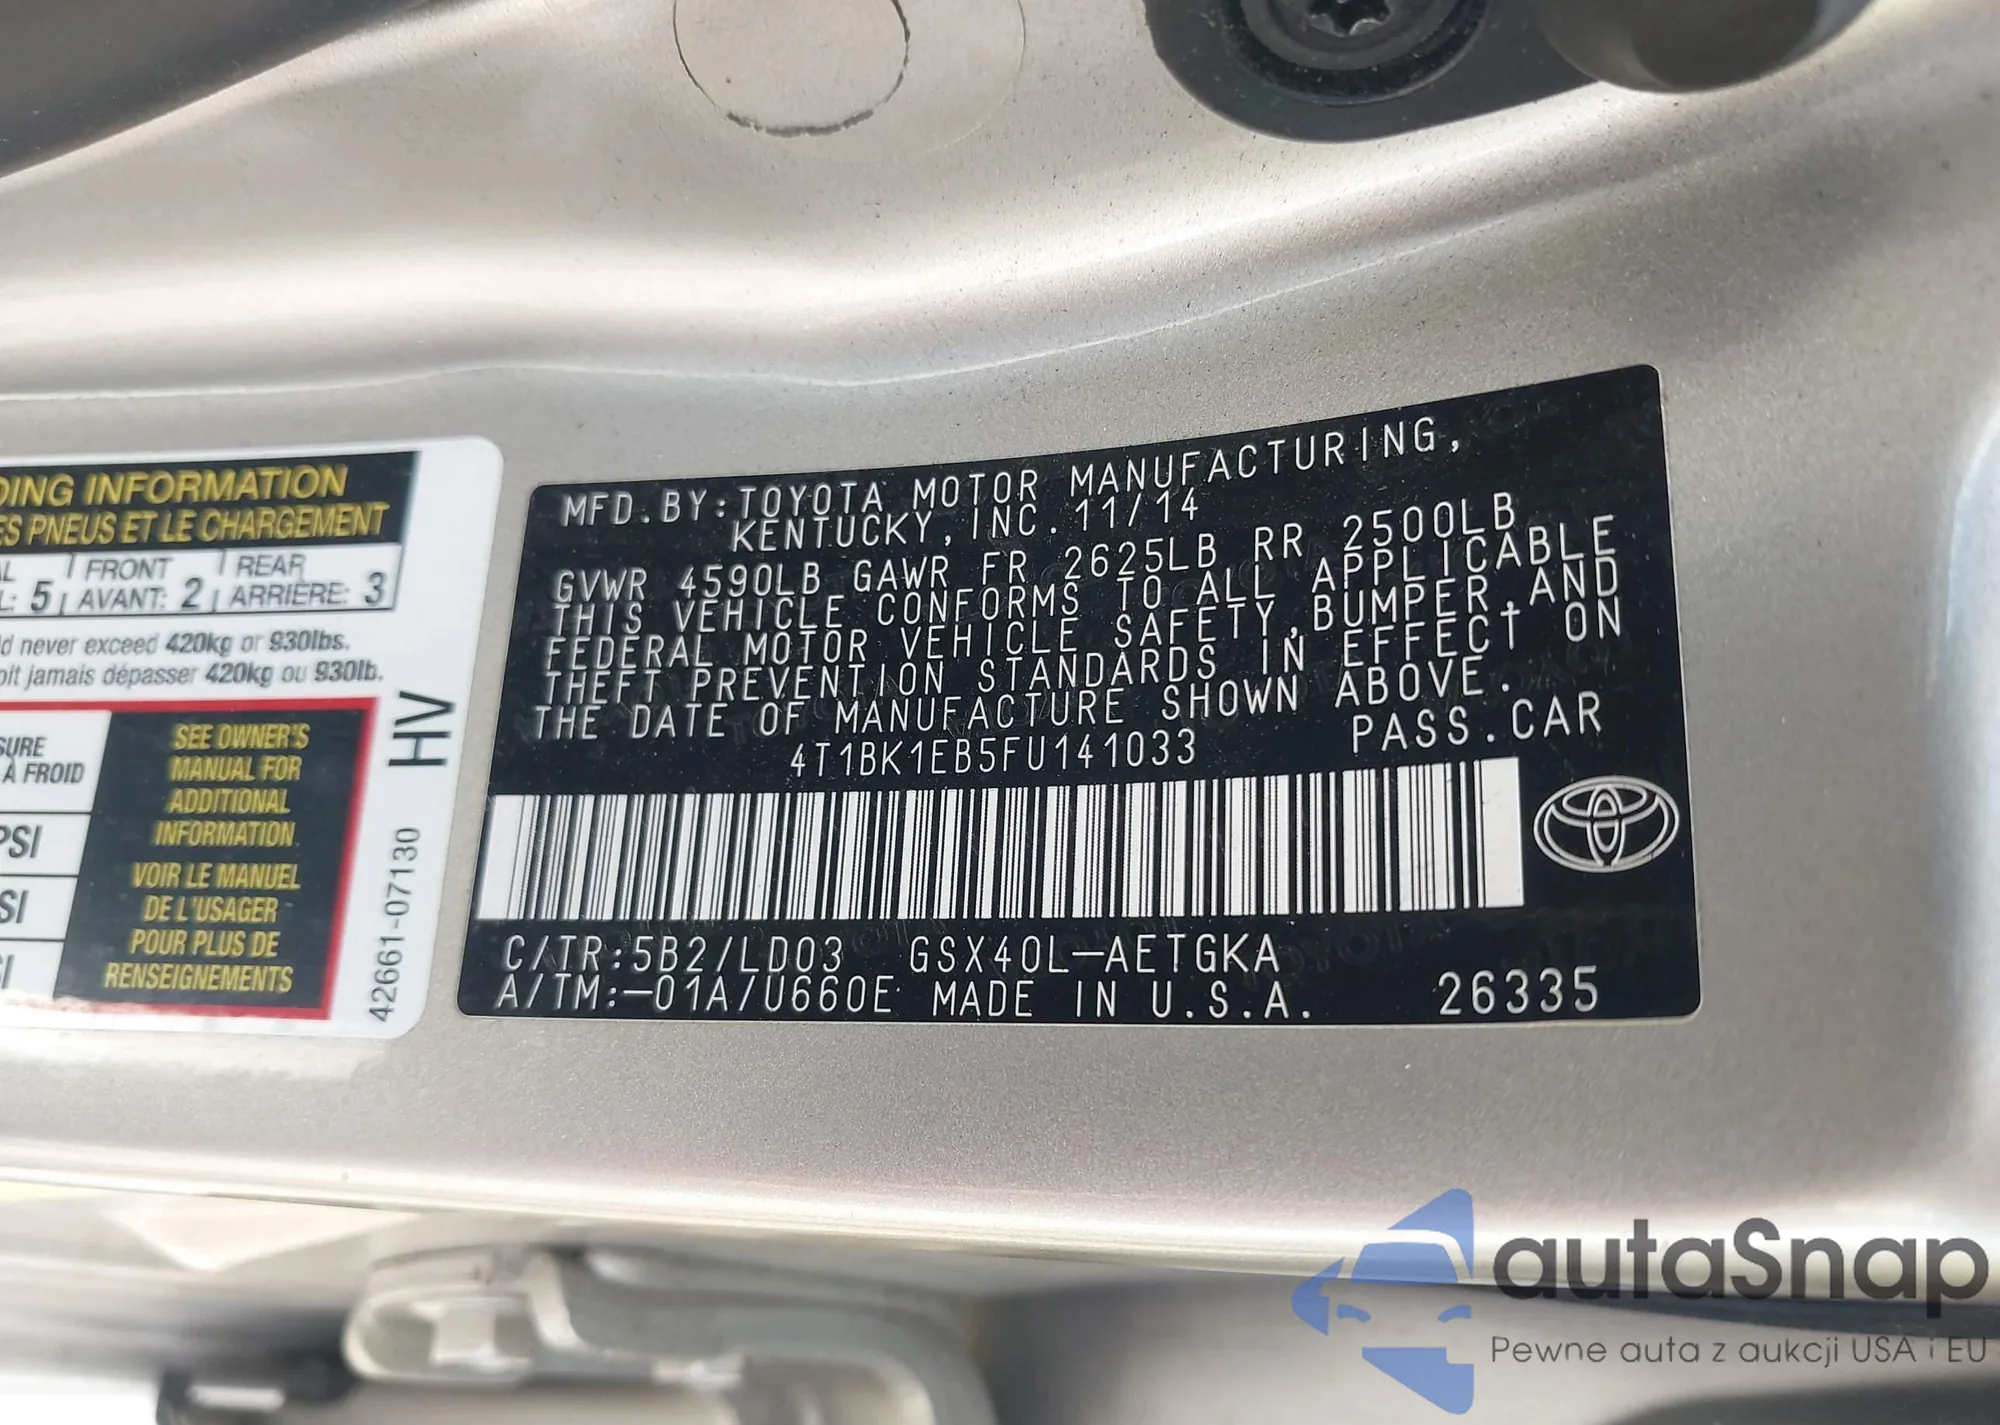 DING INFORMATION
ES PNEUS ET LE CHARGEMENT
FRONT REAR
L: 5 AVANT: 2 ARRIÈRE: 3
d never exceed 420kg or 930lbs.
oit jamais dépasser 420kg ou 930lb.
SURE
À FROID
PSI
SI
SEE OWNER'S
MANUAL FOR
ADDITIONAL
INFORMATION
VOIR LE MANUEL
DE L'USAGER
POUR PLUS DE
RENSEIGNEMENTS
HV
42661-07130
MFD.BY:TOYOTA MOTOR MANUFACTURING,
KENTUCKY,INC.11/14
GVWR 4590LB GAWR FR 2625LB RR 2500LB
THIS VEHICLE CONFORMS TO ALL APPLICABLE
FEDERAL MOTOR VEHICLE SAFETY,BUMPER,AND
THEFT PREVENTION STANDARDS IN EFFECT ON
THE DATE OF MANUFACTURE SHOWN ABOVE.
4T1BK1EB5FU141033 PASS.CAR
C/TR:5B2/LD03 GSX40L-AETGKA
A/TM:-01A/U660E MADE IN U.S.A. 26335
autaSnap
Pewne auta z aukcji USA i EU